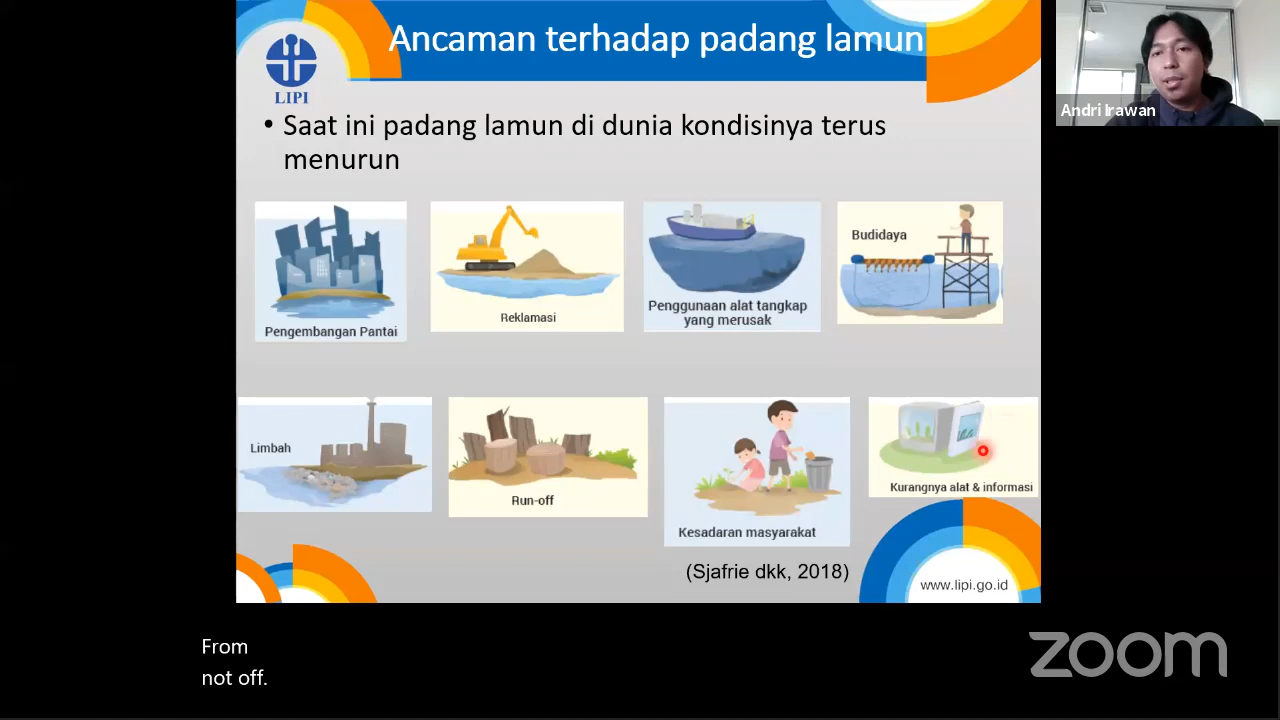 Ancaman terhadap padang lamun
LIPI
Andri Irawan
• Saat ini padang lamun di dunia kondisinya terus
menurun
Pengembangan Pantai
Reklamasi
Penggunaan alat tangkap
yang merusak
Budidaya
Limbah
Run-off
Kesadaran masyarakat
Kurangnya alat & informasi
(Sjafrie dkk, 2018)
www.lipi.go.id
From
not off.
zoom